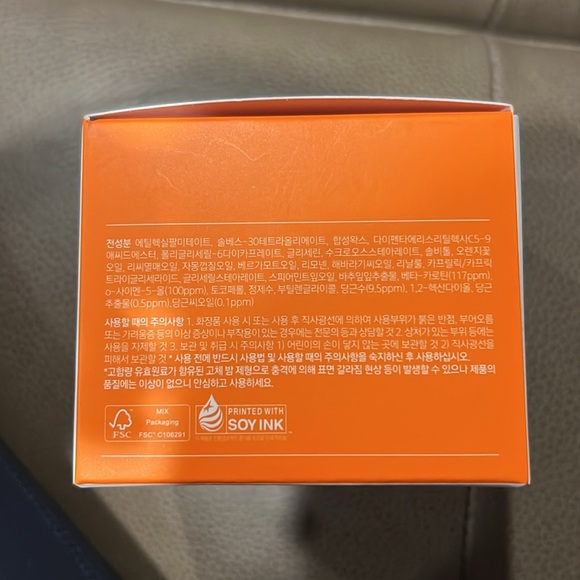 전성분 에틸헥실팔미테이트, 솔베스-30테트라올리에이트, 합성왁스, 다이펜타에리스리틸헥사C5-9
애씨드에스터, 폴리글리세릴-6다이카프레이트, 글리세린, 수크로오스스테아레이트, 솔비톨, 오렌지꽃
오일, 리씨열매오일, 자몽껍질오일, 베르가모트오일, 리모넨, 해바라기씨오일, 리날룰, 카프릴릭/카프릭
트라이글리세라이드, 글리세릴스테아레이트, 스피어민트잎오일, 바추잎추출물, 베타-카로틴(117ppm),
o-사이멘-5-올(100ppm), 토코페롤, 정제수, 부틸렌글라이콜, 당근수(9.5ppm), 1,2-헥산다이올, 당근
추출물(0.5ppm),당근씨오일(0.1ppm)
사용할 때의 주의사항 1. 화장품 사용 시 또는 사용 후 직사광선에 의하여 사용부위가 붉은 반점, 부어오름
또는 가려움증 등의 이상 증상이나 부작용이 있는 경우에는 전문의 등과 상담할 것 2. 상처가 있는 부위 등에는
사용을 자제할 것 3. 보관 및 취급 시 주의사항 1) 어린이의 손이 닿지 않는 곳에 보관할 것 2) 직사광선을
피해서 보관할 것 * 사용 전에 반드시 사용법 및 사용할 때의 주의사항을 숙지하신 후 사용하십시오.
*고함량 유효원료가 함유된 고체 밤 제형으로 충격에 의해 표면 갈라짐 현상 등이 발생할 수 있으나 제품의
품질에는 이상이 없으니 안심하고 사용하세요.
FSC
MIX
Packaging
FSC™ C106291
PRINTED WITH
SOY INK™